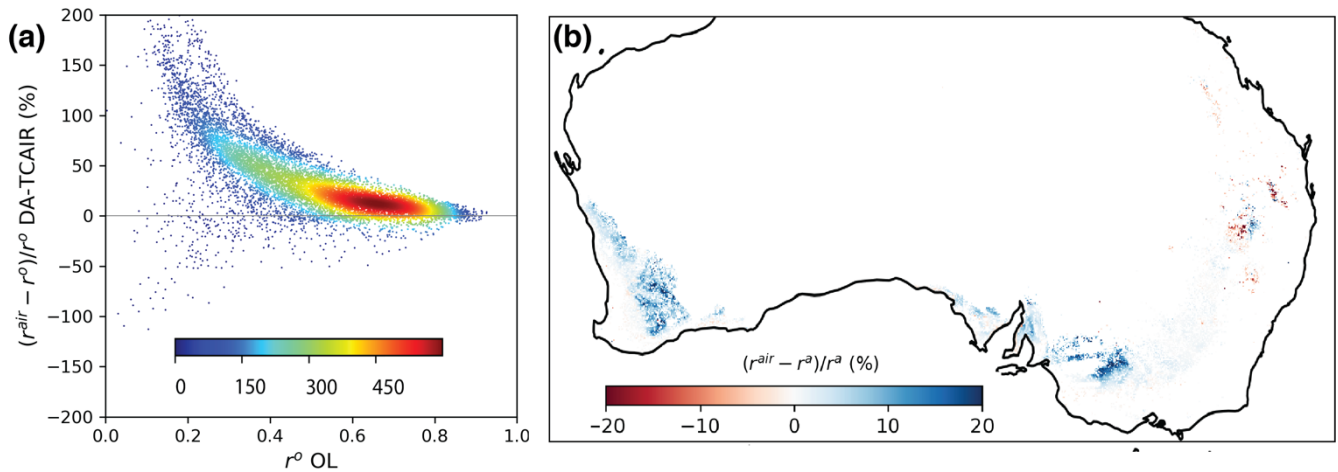 (a)
200
150
100
50
0
−50
−100
−150
−200
(r^air − r^o)/r^o DA-TCAIR (%)
0 150 300 450
0.0 0.2 0.4 0.6 0.8 1.0
r^o OL
(b)
(r^air − r^a)/r^a (%)
−20 −10 0 10 20